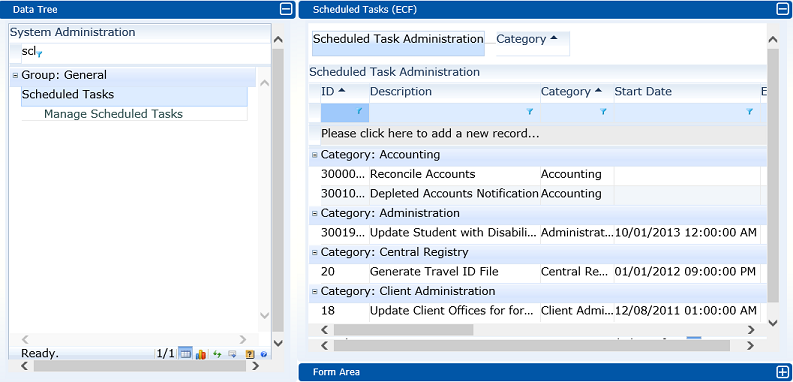 Data Tree
System Administration
scl
Group: General
Scheduled Tasks
Manage Scheduled Tasks
Ready. 1/1
Scheduled Tasks (ECF)
Scheduled Task Administration Category
Scheduled Task Administration
ID Description Category Start Date E
Please click here to add a new record...
Category: Accounting
30000... Reconcile Accounts Accounting
30010... Depleted Accounts Notification Accounting
Category: Administration
30019... Update Student with Disabili... Administrat... 10/01/2013 12:00:00 AM
Category: Central Registry
20 Generate Travel ID File Central Re... 01/01/2012 09:00:00 PM
Category: Client Administration
18 Update Client Offices for for... Client Admi... 12/08/2011 01:00:00 AM
Form Area